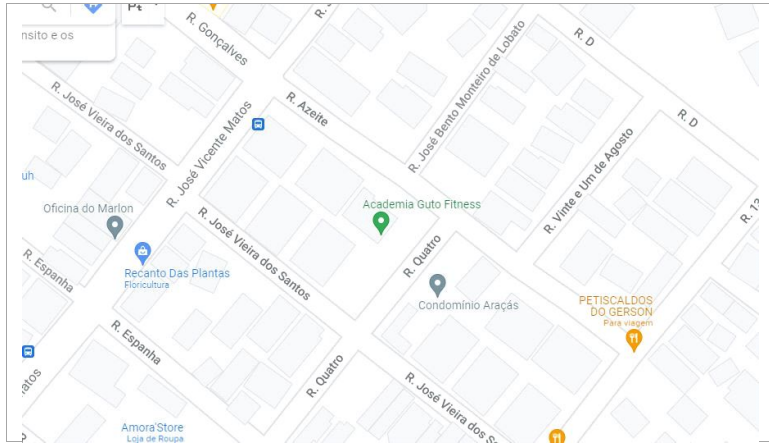 nsito e os
R. Gonçalves
R. D
R. José Vieira dos Santos
R. José Vicente Matos
R. Azeite
R. José Bento Monteiro de Lobato
R. D
R. Vinte e Um de Agosto
uh
Oficina do Marlon
Academia Guto Fitness
R. José Vieira dos Santos
R. Quatro
R. Espanha
Recanto Das Plantas
Floricultura
Condomínio Araçás
PETISCALDOS
DO GERSON
Para viagem
R. Espanha
R. Quatro
R. José Vieira dos
atos
Amora'Store
Loja de Roupa